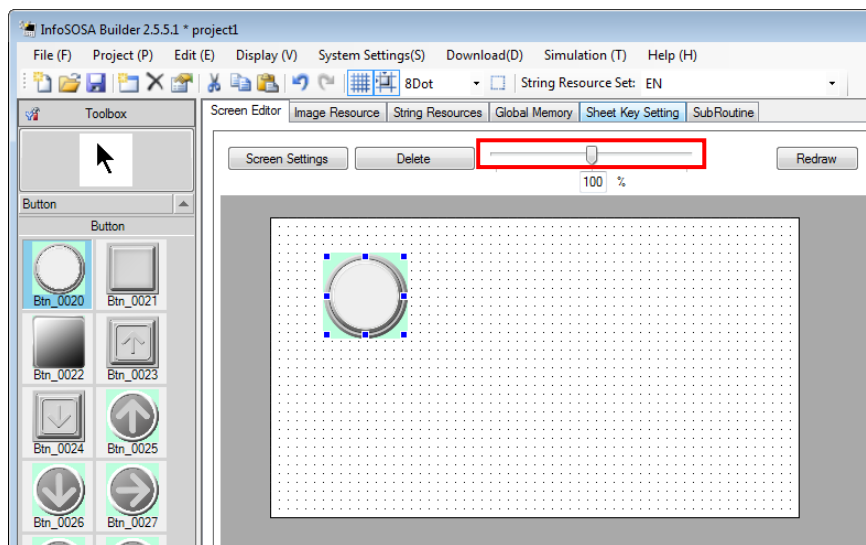 InfoSOSA Builder 2.5.5.1 * project1
File (F) Project (P) Edit (E) Display (V) System Settings(S) Download(D) Simulation (T) Help (H)
8Dot String Resource Set: EN
Toolbox
Screen Editor Image Resource String Resources Global Memory Sheet Key Setting SubRoutine
Screen Settings Delete Redraw
100 %
Button
Button
Btn_0020 Btn_0021
Btn_0022 Btn_0023
Btn_0024 Btn_0025
Btn_0026 Btn_0027